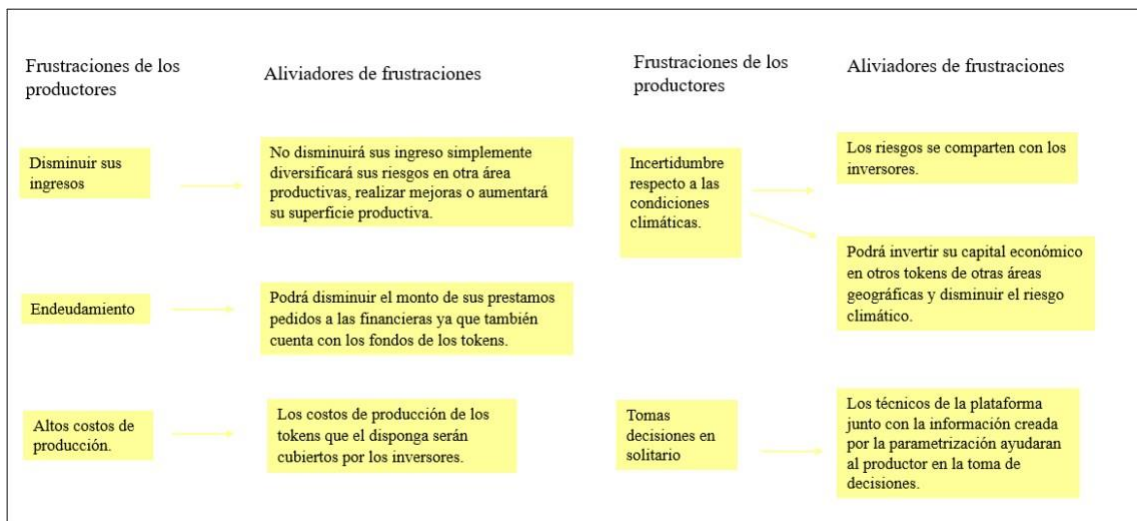 Frustraciones de los
productores
Aliviadores de frustraciones
Disminuir sus
ingresos
No disminuirá sus ingreso simplemente
diversificará sus riesgos en otra área
productivas, realizar mejoras o aumentará
su superfície productiva.
Endeudamiento
Podrá disminuir el monto de sus prestamos
pedidos a las financieras ya que también
cuenta con los fondos de los tokens.
Altos costos de
producción.
Los costos de producción de los
tokens que el disponga serán
cubiertos por los inversores.
Frustraciones de los
productores
Aliviadores de frustraciones
Incertidumbre
respecto a las
condiciones
climáticas.
Los riesgos se comparten con los
inversores.
Podrá invertir su capital económico
en otros tokens de otras áreas
geográficas y disminuir el riesgo
climático.
Tomas
decisiones en
solitario
Los técnicos de la plataforma
junto con la información creada
por la parametrización ayudaran
al productor en la toma de
decisiones.